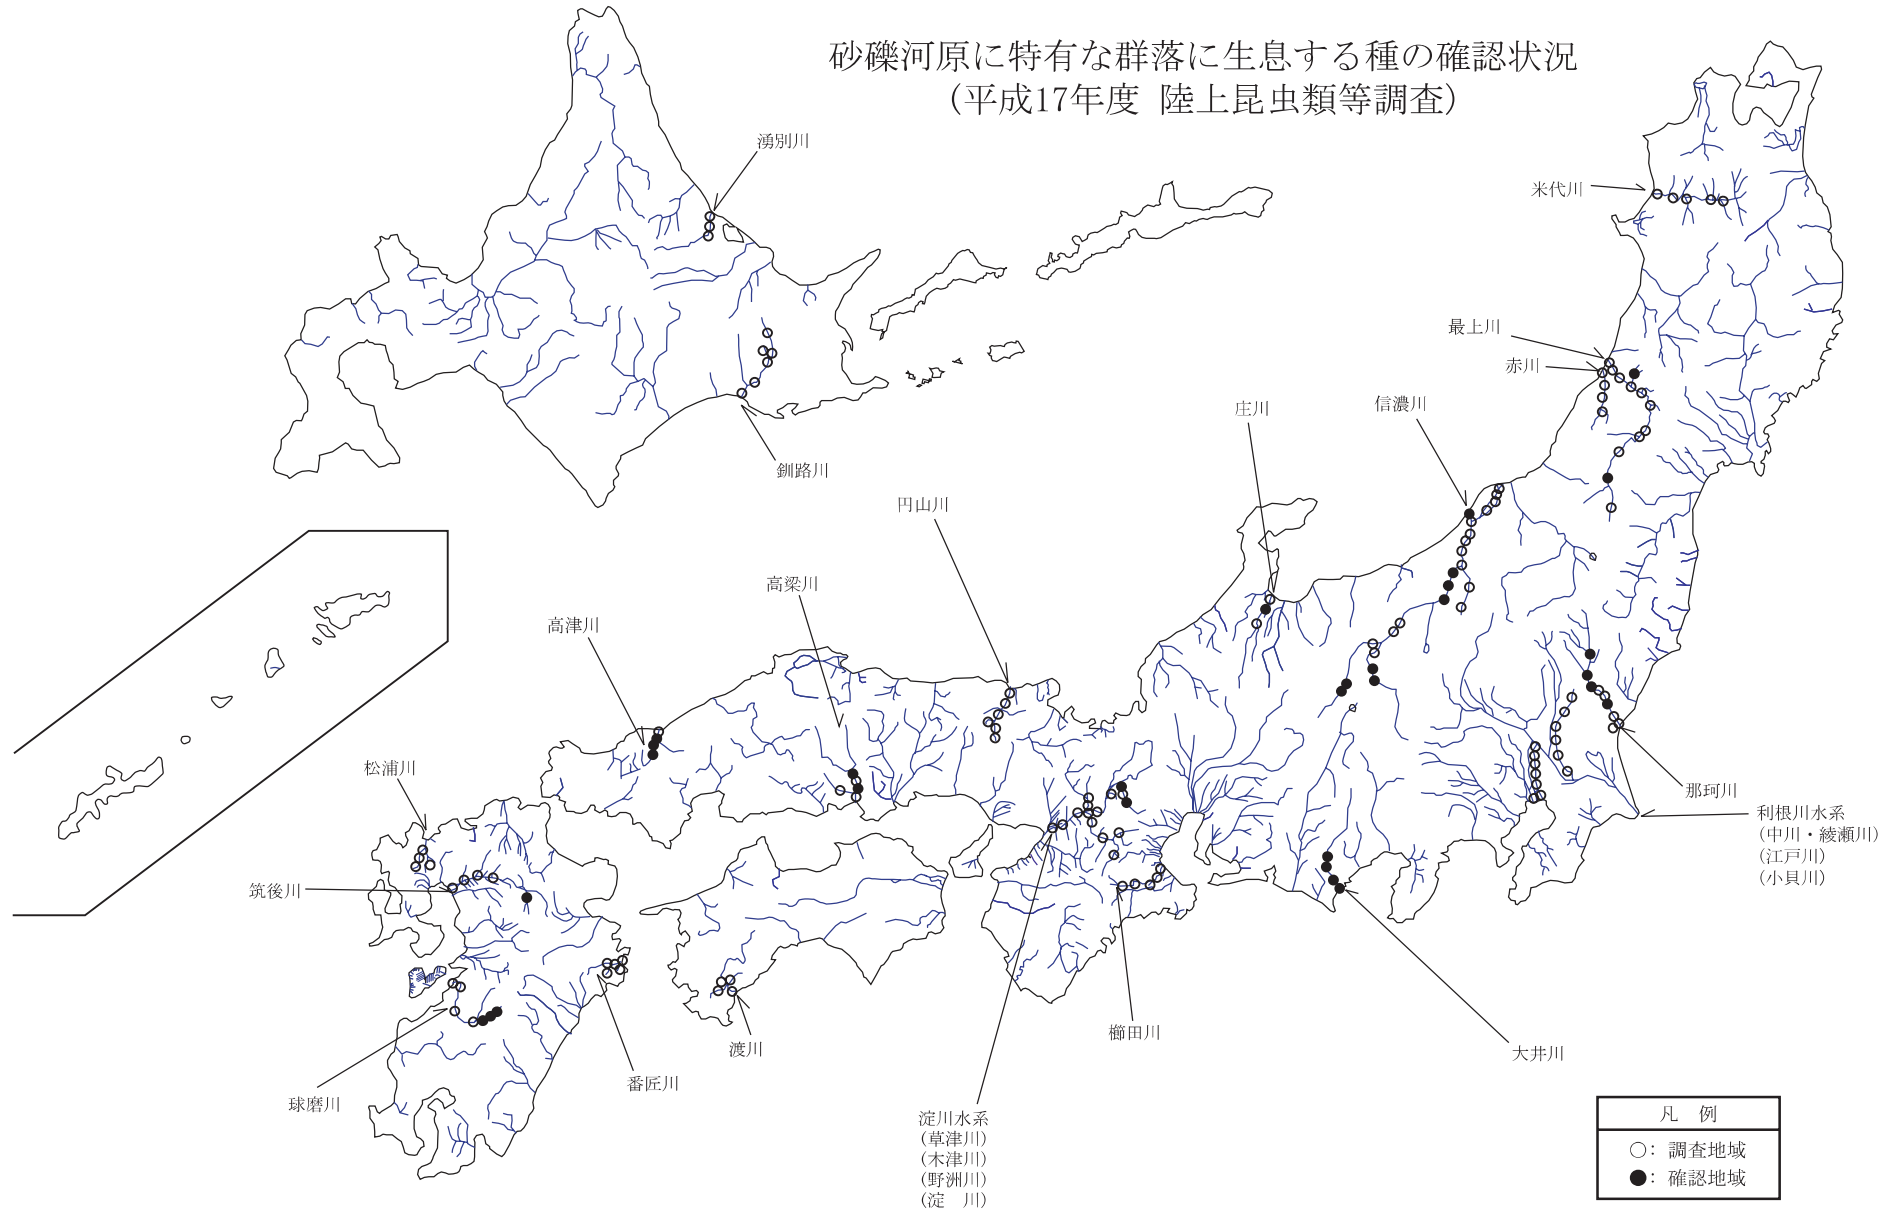 砂礫河原に特有な群落に生息する種の確認状況
(平成17年度 陸上昆虫類等調査)
湧別川
米代川
最上川
赤川
信濃川
庄川
釧路川
円山川
高梁川
高津川
松浦川
筑後川
那珂川
利根川水系
(中川・綾瀬川)
(江戸川)
(小貝川)
球磨川
番匠川
渡川
櫛田川
大井川
淀川水系
(草津川)
(木津川)
(野洲川)
(淀 川)
凡 例
○: 調査地域
●: 確認地域